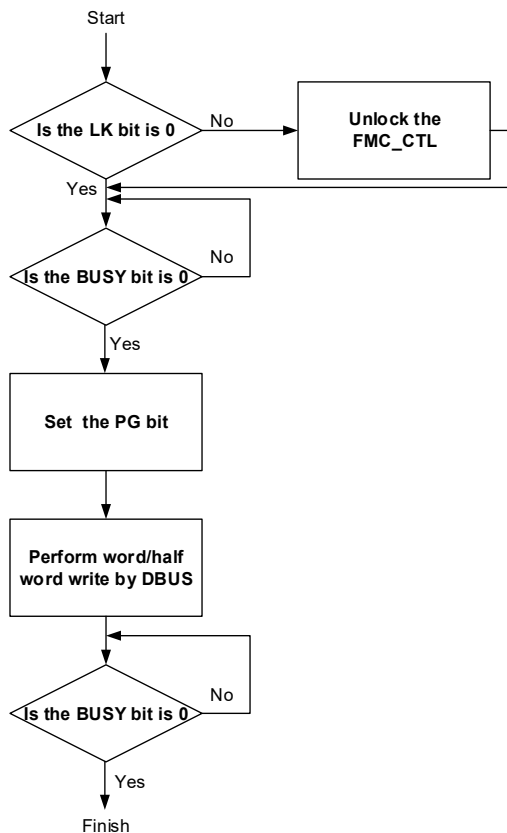 Start
Is the LK bit is 0
No
Unlock the
FMC_CTL
Yes
Is the BUSY bit is 0
No
Yes
Set the PG bit
Perform word/half
word write by DBUS
Is the BUSY bit is 0
No
Yes
Finish